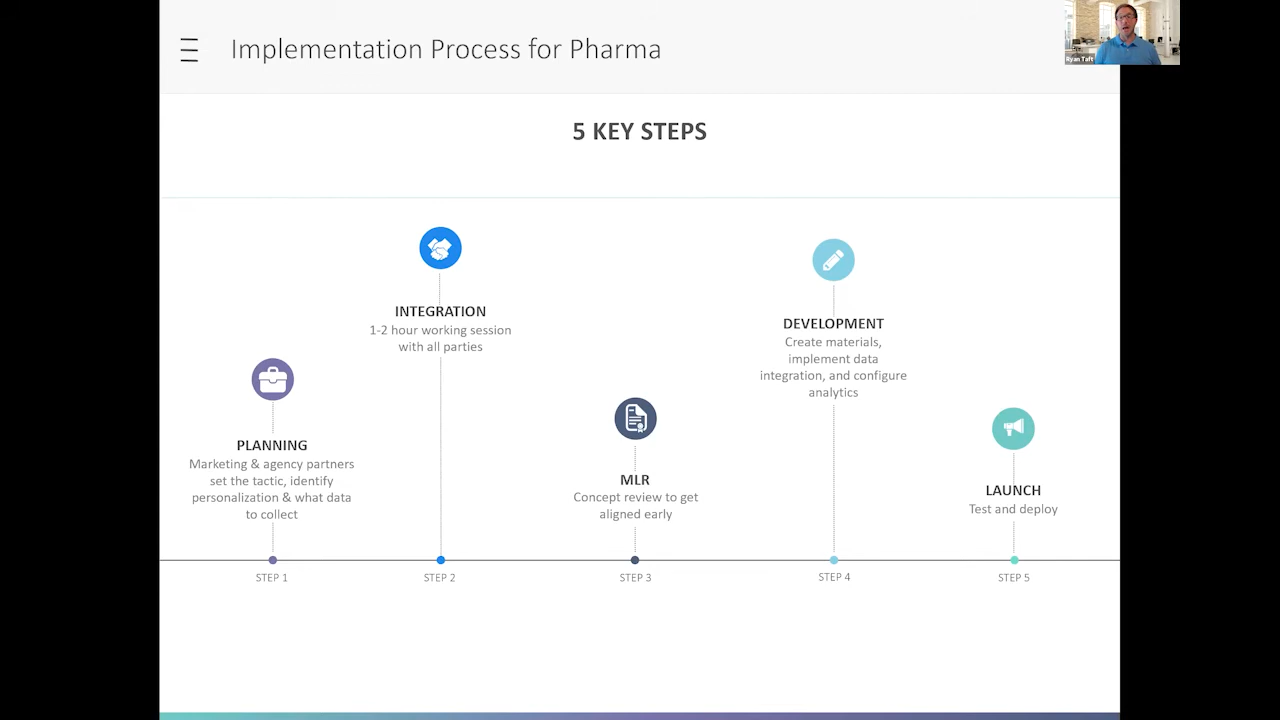 Implementation Process for Pharma
Ryan Taft
5 KEY STEPS
PLANNING
Marketing & agency partners
set the tactic, identify
personalization & what data
to collect
STEP 1
INTEGRATION
1-2 hour working session
with all parties
STEP 2
MLR
Concept review to get
aligned early
STEP 3
DEVELOPMENT
Create materials,
implement data
integration, and configure
analytics
STEP 4
LAUNCH
Test and deploy
STEP 5